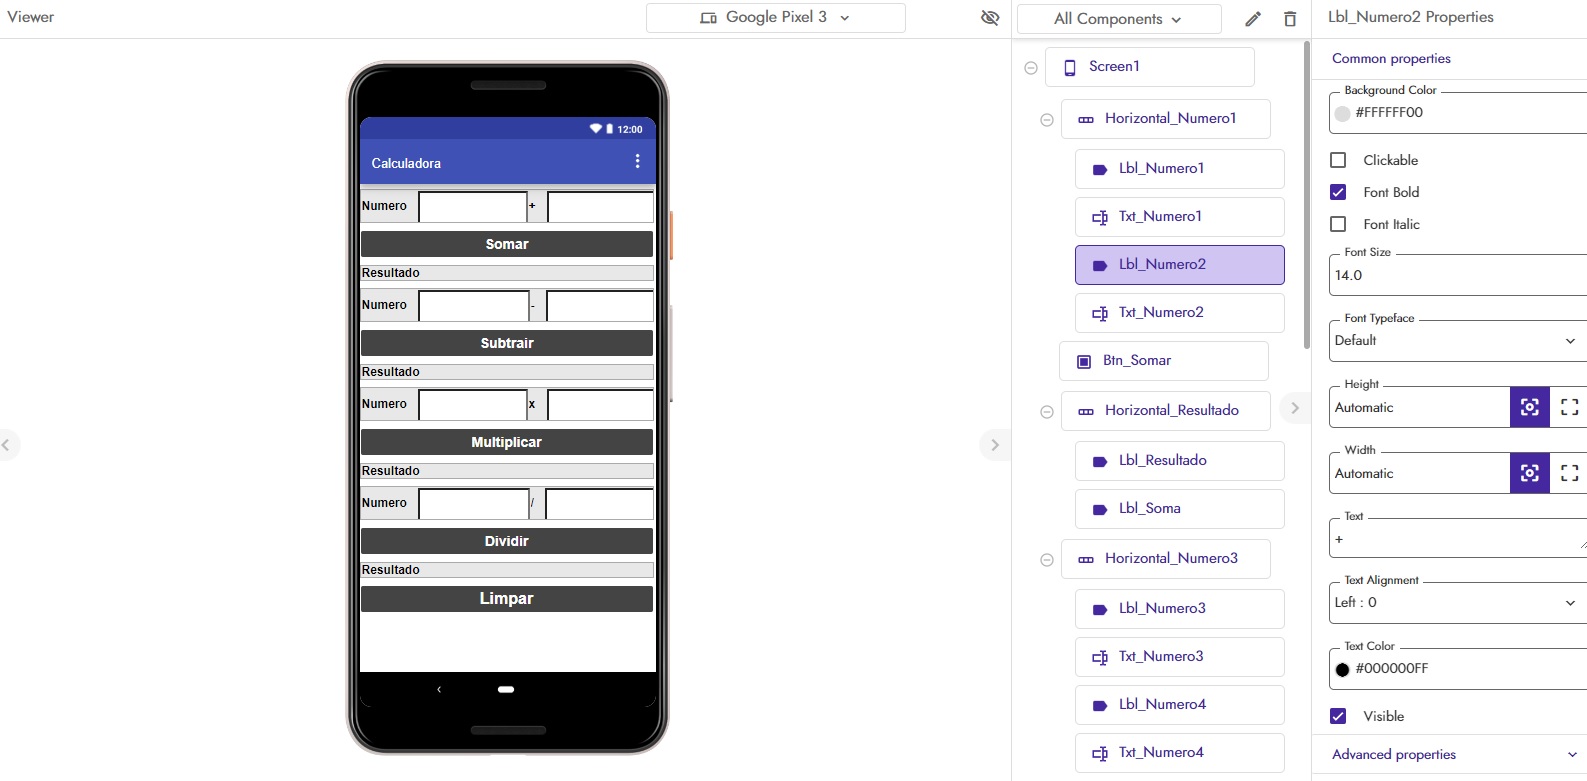 Viewer
Google Pixel 3
All Components
Lbl_Numero2 Properties
12:00
Calculadora
Numero +
Somar
Resultado
Numero -
Subtrair
Resultado
Numero x
Multiplicar
Resultado
Numero /
Dividir
Resultado
Limpar
Screen1
Horizontal_Numero1
Lbl_Numero1
Txt_Numero1
Lbl_Numero2
Txt_Numero2
Btn_Somar
Horizontal_Resultado
Lbl_Resultado
Lbl_Soma
Horizontal_Numero3
Lbl_Numero3
Txt_Numero3
Lbl_Numero4
Txt_Numero4
Common properties
Background Color
#FFFFFF00
Clickable
Font Bold
Font Italic
Font Size
14.0
Font Typeface
Default
Height
Automatic
Width
Automatic
Text
+
Text Alignment
Left : 0
Text Color
#000000FF
Visible
Advanced properties